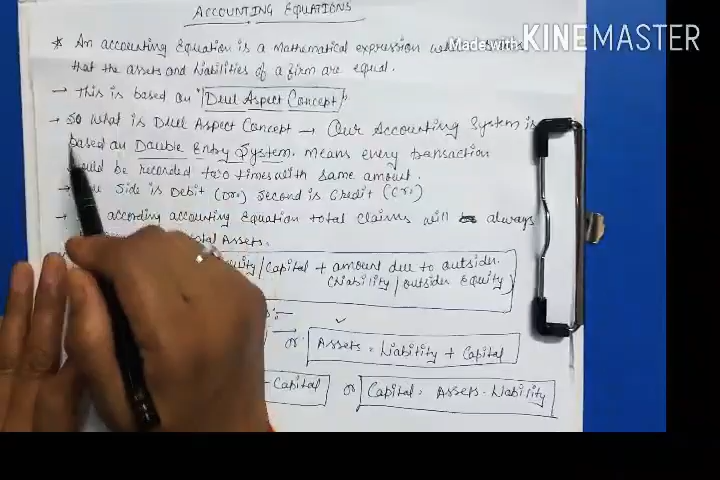 ACCOUNTING EQUATIONS
* An accounting Equation is a Mathematical expression
Made with KINEMASTER
that the assets and Liabilities of a firm are equal.
→ This is based on "Deul Aspect Concept"
→ So what is Deul Aspect Concept → Our Accounting System is
based on Double Entry System. Means every transaction
be recorded two times with same amount.
→ Side is Debit (Dr.) Second is Credit (Cr.)
→ according accounting Equation total claims will always
Assets.
/Capital + amount due to outsider.
(Liability/outsider Equity)
→ or Assets = Liability + Capital
- Capital or Capital = Assets - Liability